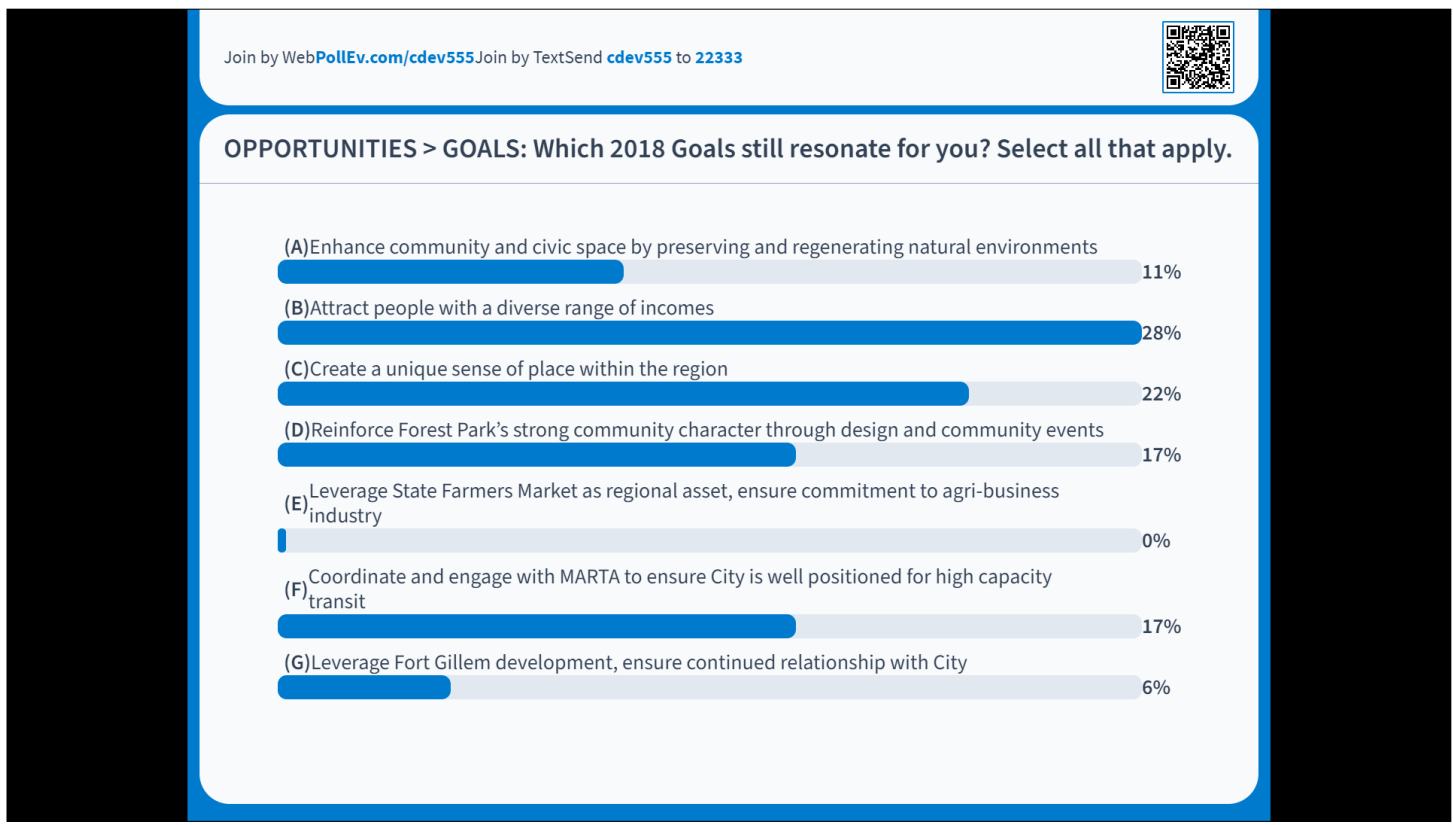 Join by WebPollEv.com/cdev555Join by TextSend cdev555 to 22333
OPPORTUNITIES > GOALS: Which 2018 Goals still resonate for you? Select all that apply.
(A)Enhance community and civic space by preserving and regenerating natural environments
11%
(B)Attract people with a diverse range of incomes
28%
(C)Create a unique sense of place within the region
22%
(D)Reinforce Forest Park’s strong community character through design and community events
17%
(E)Leverage State Farmers Market as regional asset, ensure commitment to agri-business
industry
0%
(F)Coordinate and engage with MARTA to ensure City is well positioned for high capacity
transit
17%
(G)Leverage Fort Gillem development, ensure continued relationship with City
6%